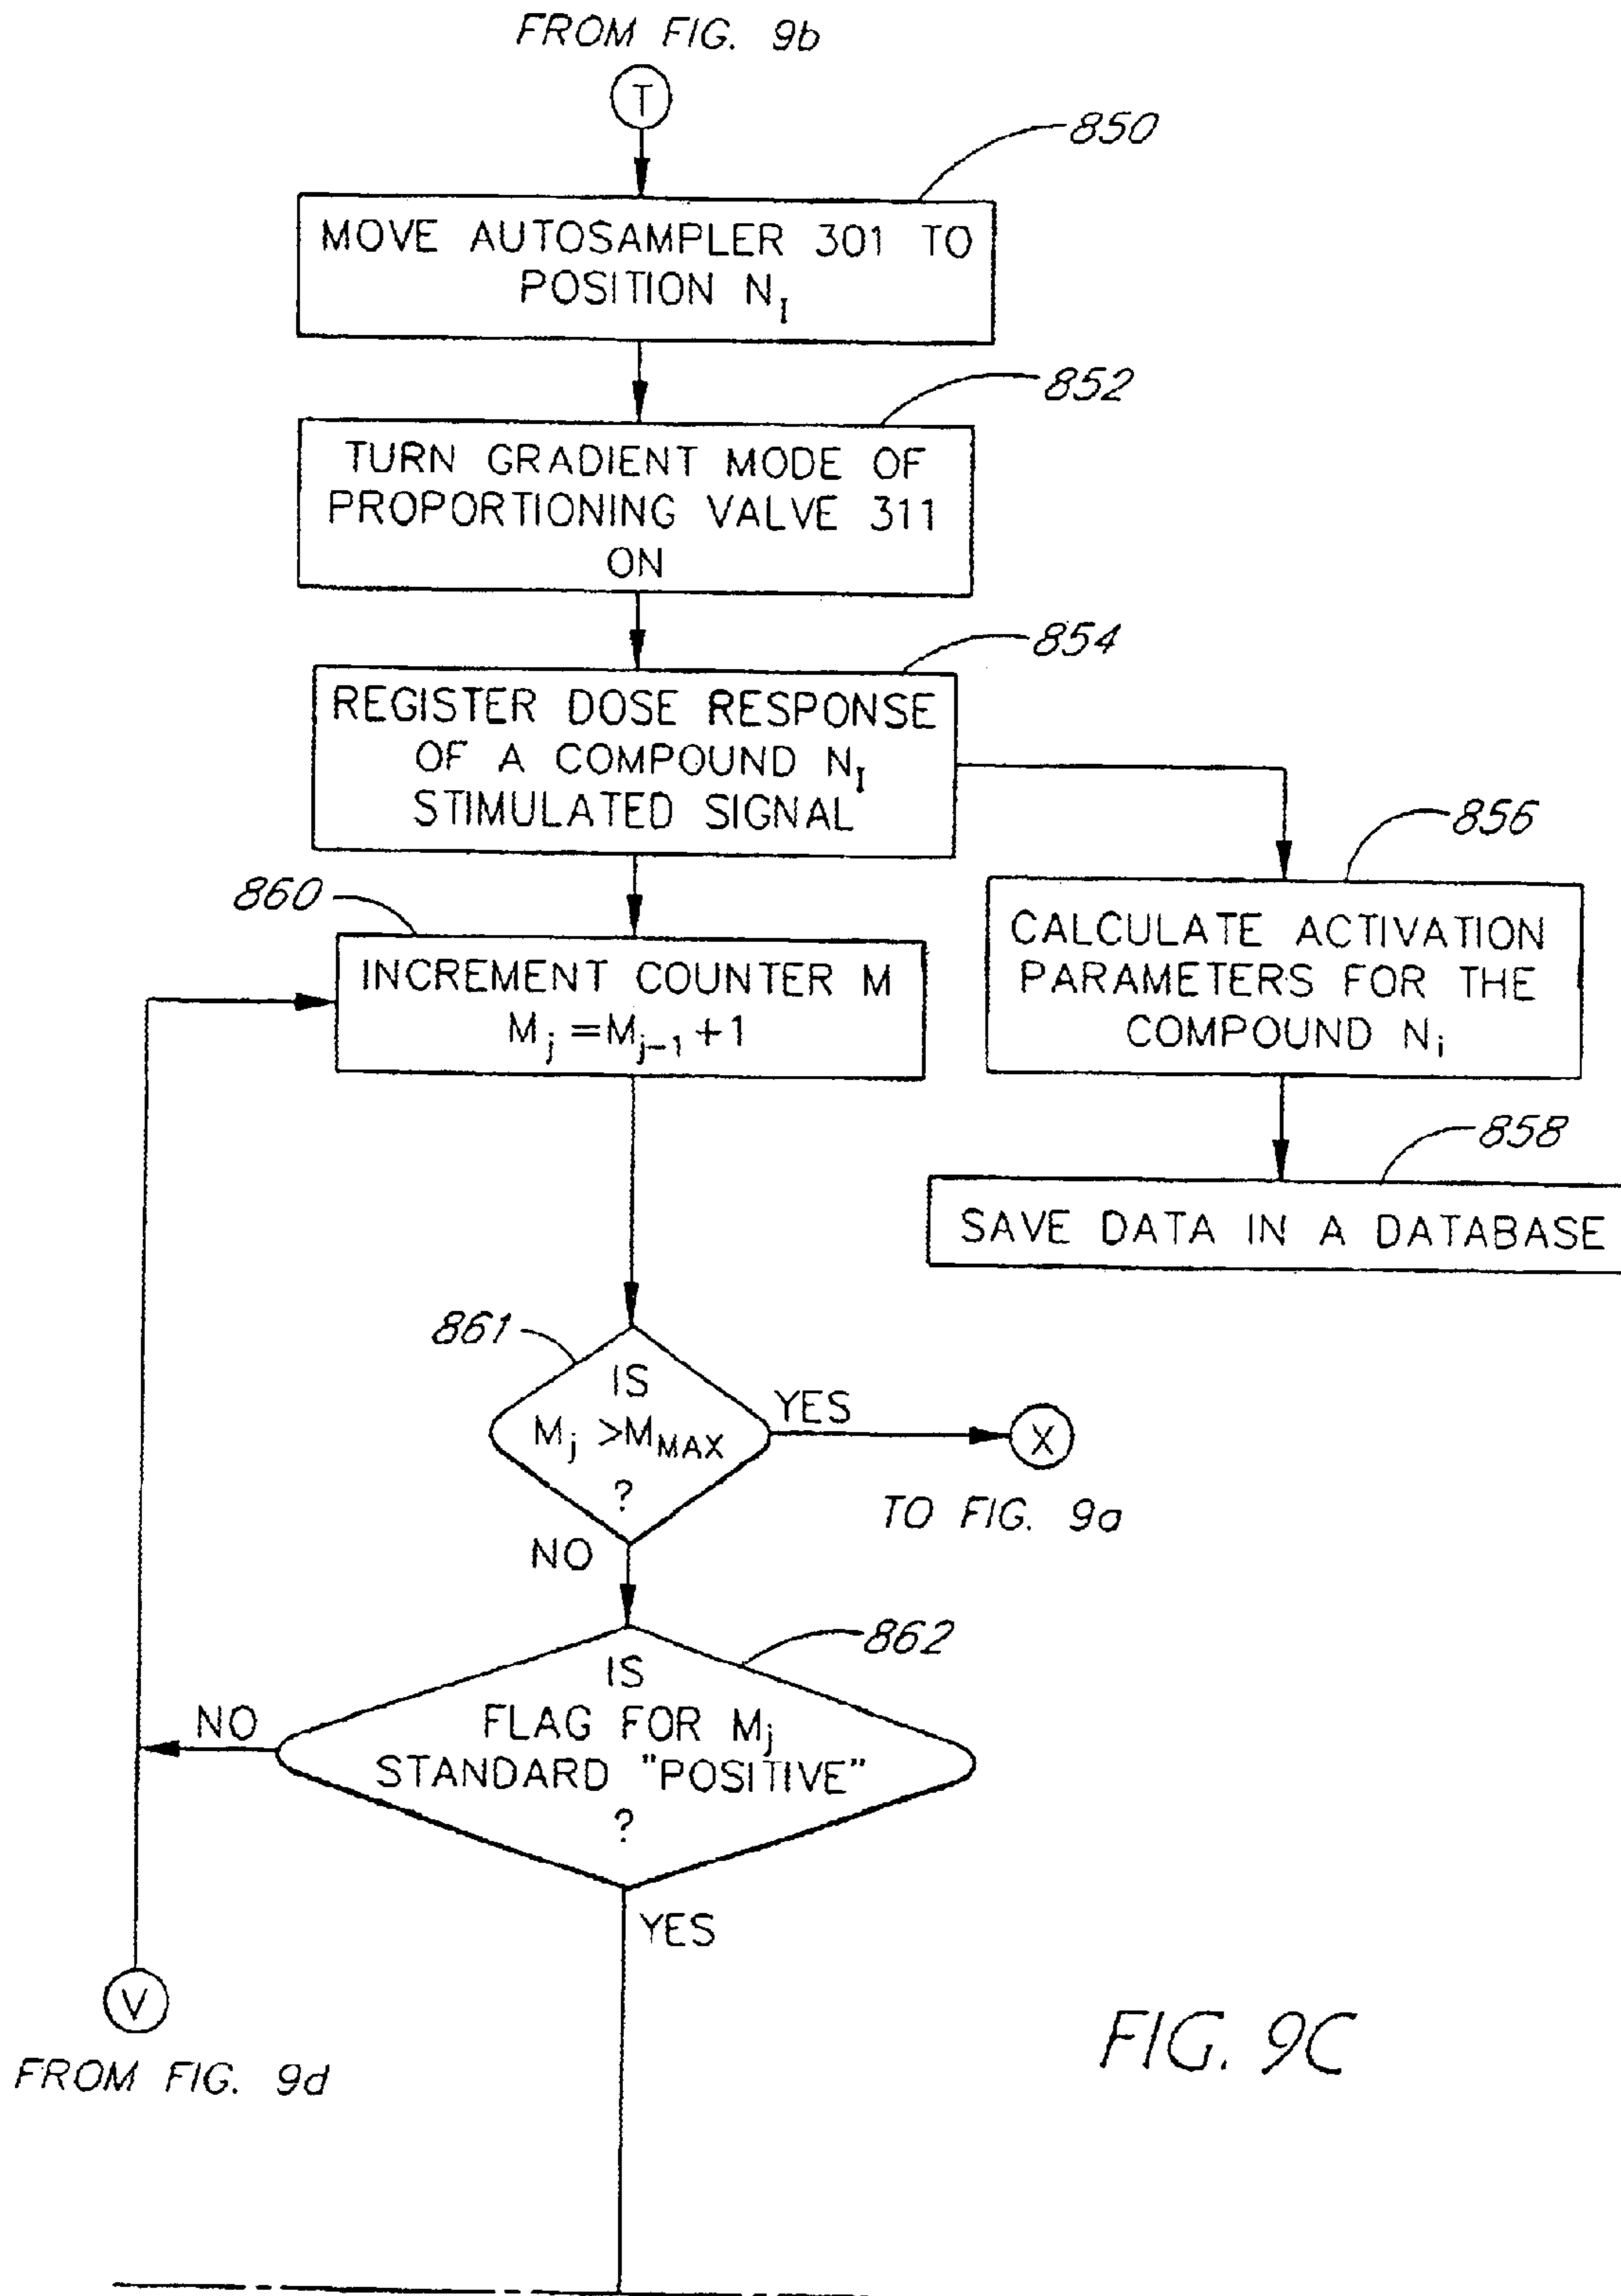 FROM FIG. 9b
T
850
MOVE AUTOSAMPLER 301 TO
POSITION N_I
852
TURN GRADIENT MODE OF
PROPORTIONING VALVE 311
ON
854
REGISTER DOSE RESPONSE
OF A COMPOUND N_I
STIMULATED SIGNAL
856
CALCULATE ACTIVATION
PARAMETERS FOR THE
COMPOUND N_i
858
SAVE DATA IN A DATABASE
860
INCREMENT COUNTER M
M_j = M_{j-1} + 1
861
IS
M_j > M_MAX
?
YES
X
TO FIG. 9a
NO
862
IS
FLAG FOR M_j
STANDARD "POSITIVE"
?
NO
YES
V
FROM FIG. 9d
FIG. 9C